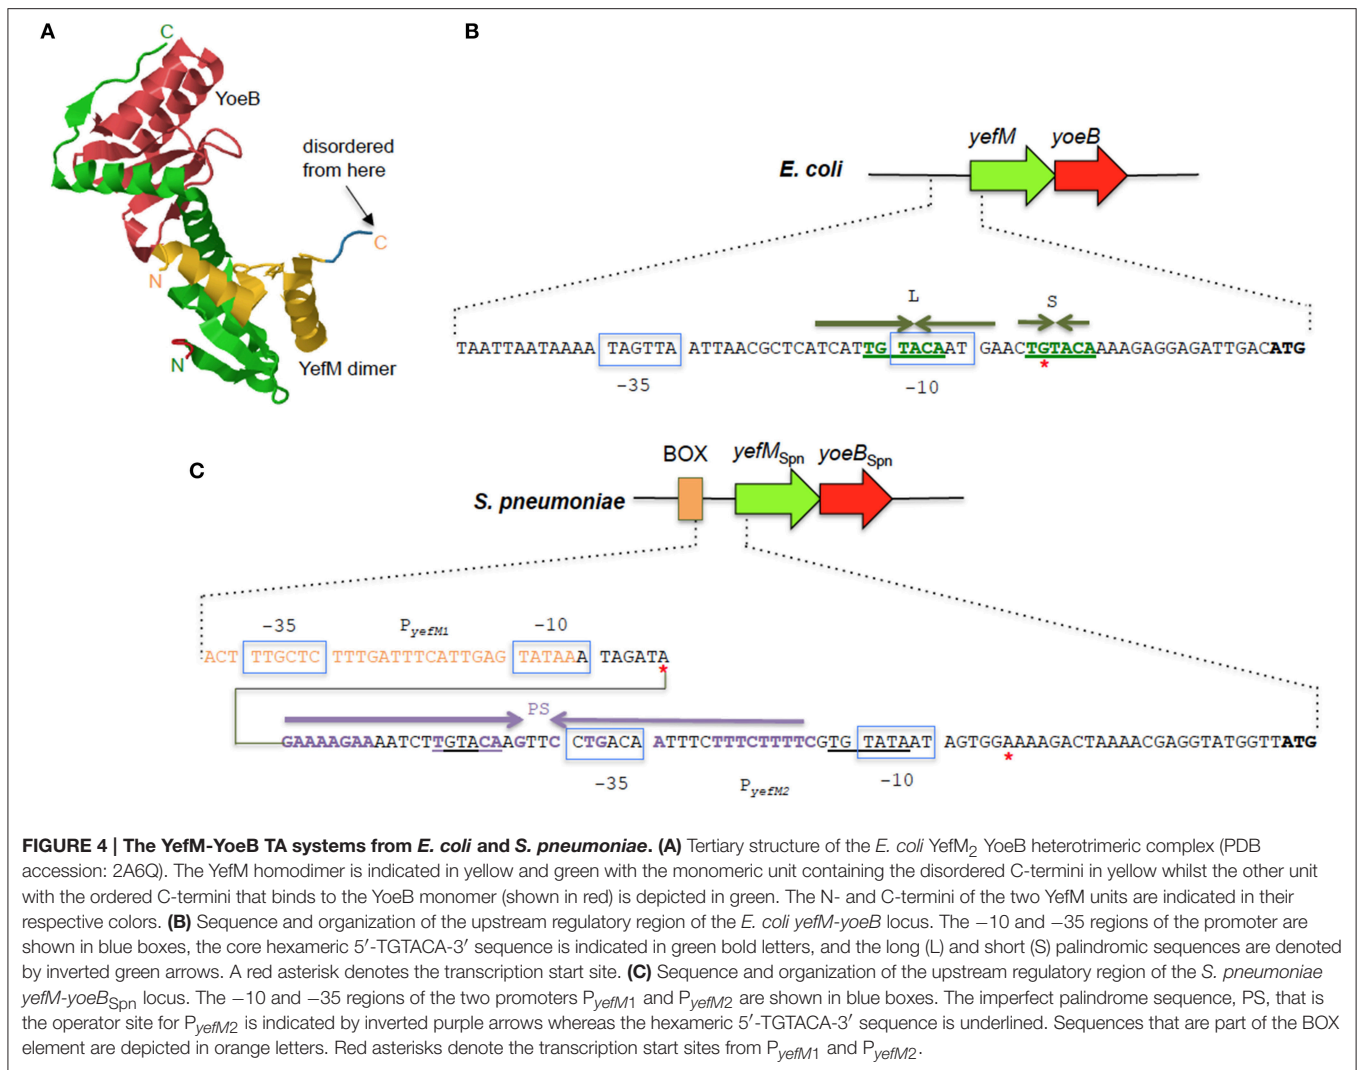 A
C
YoeB
disordered
from here
C
N
N
YefM dimer
B
yefM yoeB
E. coli
L S
TAATTAATAAAA TAGTTA ATTAACGCTCATCATTG TACAAT GAACTGTACAAAAGAGGAGATTGACATG
*
−35 −10
C
BOX yefMSpn yoeBSpn
S. pneumoniae
−35 PyefM1 −10
ACT TTGCTC TTTGATTTCATTGAG TATAAA TAGATA
*
PS
GAAAAGAAAATCTTGTACAAGTTC CTGACA ATTTCTTTCTTTTCGTG TATAAT AGTGGAAAAGACTAAAACGAGGTATGGTTATG
*
−35 PyefM2 −10
FIGURE 4 | The YefM-YoeB TA systems from E. coli and S. pneumoniae. (A) Tertiary structure of the E. coli YefM2 YoeB heterotrimeric complex (PDB
accession: 2A6Q). The YefM homodimer is indicated in yellow and green with the monomeric unit containing the disordered C-termini in yellow whilst the other unit
with the ordered C-termini that binds to the YoeB monomer (shown in red) is depicted in green. The N- and C-termini of the two YefM units are indicated in their
respective colors. (B) Sequence and organization of the upstream regulatory region of the E. coli yefM-yoeB locus. The −10 and −35 regions of the promoter are
shown in blue boxes, the core hexameric 5′-TGTACA-3′ sequence is indicated in green bold letters, and the long (L) and short (S) palindromic sequences are denoted
by inverted green arrows. A red asterisk denotes the transcription start site. (C) Sequence and organization of the upstream regulatory region of the S. pneumoniae
yefM-yoeBSpn locus. The −10 and −35 regions of the two promoters PyefM1 and PyefM2 are shown in blue boxes. The imperfect palindrome sequence, PS, that is
the operator site for PyefM2 is indicated by inverted purple arrows whereas the hexameric 5′-TGTACA-3′ sequence is underlined. Sequences that are part of the BOX
element are depicted in orange letters. Red asterisks denote the transcription start sites from PyefM1 and PyefM2.